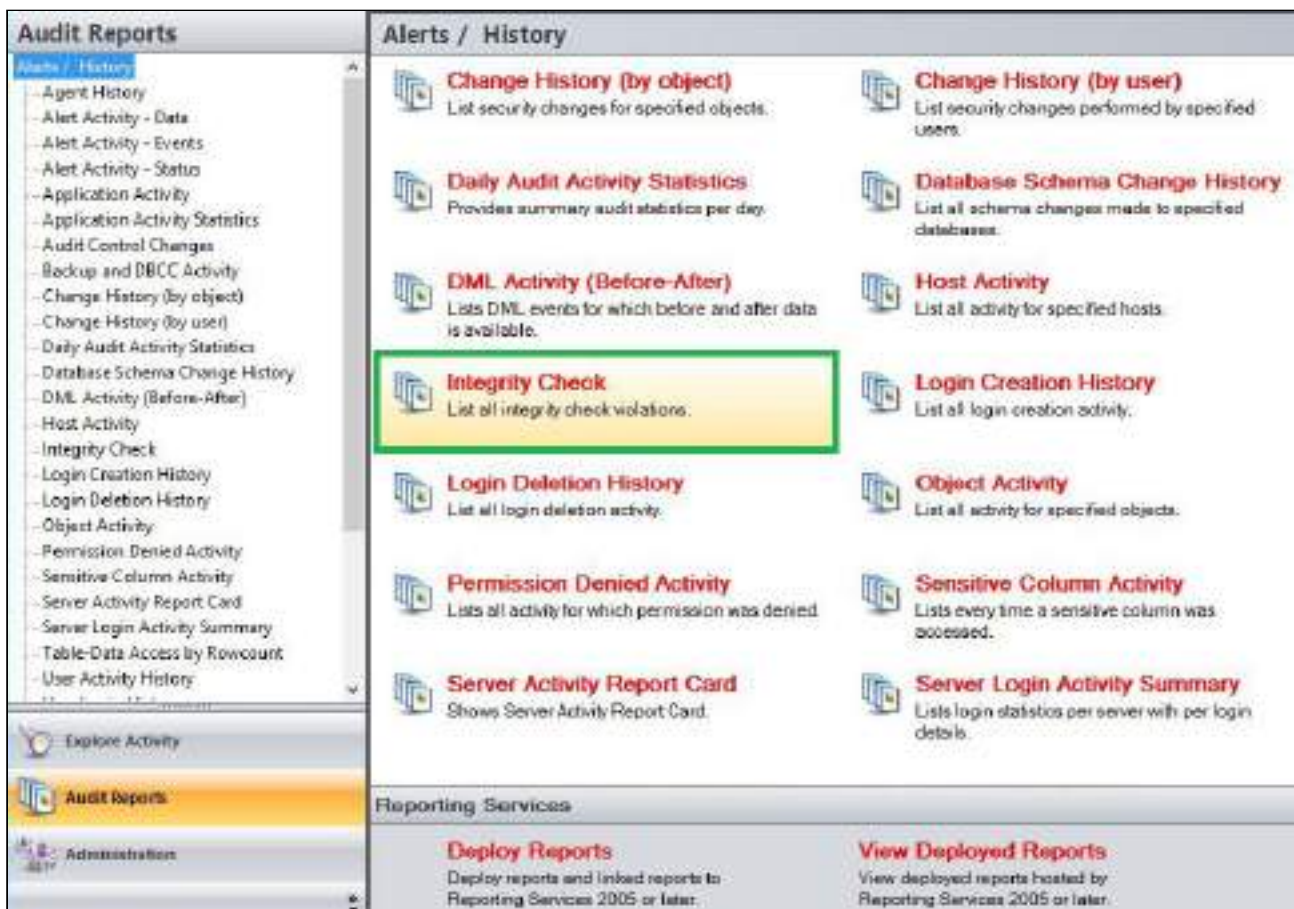 Audit Reports
Alerts / History
Agent History
Alert Activity - Data
Alert Activity - Events
Alert Activity - Status
Application Activity
Application Activity Statistics
Audit Control Changes
Backup and DBCC Activity
Change History (by object)
Change History (by user)
Daily Audit Activity Statistics
Database Schema Change History
DML Activity (Before-After)
Host Activity
Integrity Check
Login Creation History
Login Deletion History
Object Activity
Permission Denied Activity
Sensitive Column Activity
Server Activity Report Card
Server Login Activity Summary
Table-Data Access by Rowcount
User Activity History
Explore Activity
Audit Reports
Administration
Alerts / History
Change History (by object)
List security changes for specified objects.
Change History (by user)
List security changes performed by specified
users.
Daily Audit Activity Statistics
Provides summary audit statistics per day.
Database Schema Change History
List all schema changes made to specified
databases.
DML Activity (Before-After)
Lists DML events for which before and after data
is available.
Host Activity
List all activity for specified hosts.
Integrity Check
List all integrity check violations.
Login Creation History
List all login creation activity.
Login Deletion History
List all login deletion activity.
Object Activity
List all activity for specified objects.
Permission Denied Activity
Lists all activity for which permission was denied.
Sensitive Column Activity
Lists every time a sensitive column was
accessed.
Server Activity Report Card
Shows Server Activity Report Card.
Server Login Activity Summary
Lists login statistics per server with per login
details.
Reporting Services
Deploy Reports
Deploy reports and linked reports to
Reporting Services 2005 or later.
View Deployed Reports
View deployed reports hosted by
Reporting Services 2005 or later.